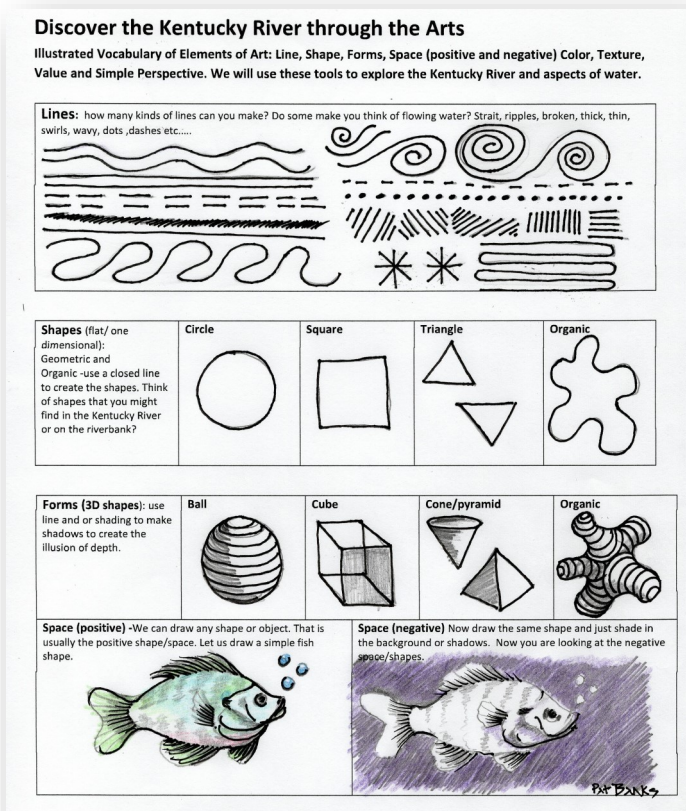 Discover the Kentucky River through the Arts
Illustrated Vocabulary of Elements of Art: Line, Shape, Forms, Space (positive and negative) Color, Texture,
Value and Simple Perspective. We will use these tools to explore the Kentucky River and aspects of water.
Lines: how many kinds of lines can you make? Do some make you think of flowing water? Strait, ripples, broken, thick, thin,
swirls, wavy, dots ,dashes etc.....
Shapes (flat/ one
dimensional):
Geometric and
Organic -use a closed line
to create the shapes. Think
of shapes that you might
find in the Kentucky River
or on the riverbank?
Circle
Square
Triangle
Organic
Forms (3D shapes): use
line and or shading to make
shadows to create the
illusion of depth.
Ball
Cube
Cone/pyramid
Organic
Space (positive) -We can draw any shape or object. That is
usually the positive shape/space. Let us draw a simple fish
shape.
Space (negative) Now draw the same shape and just shade in
the background or shadows. Now you are looking at the negative
space/shapes.
Pat Banks